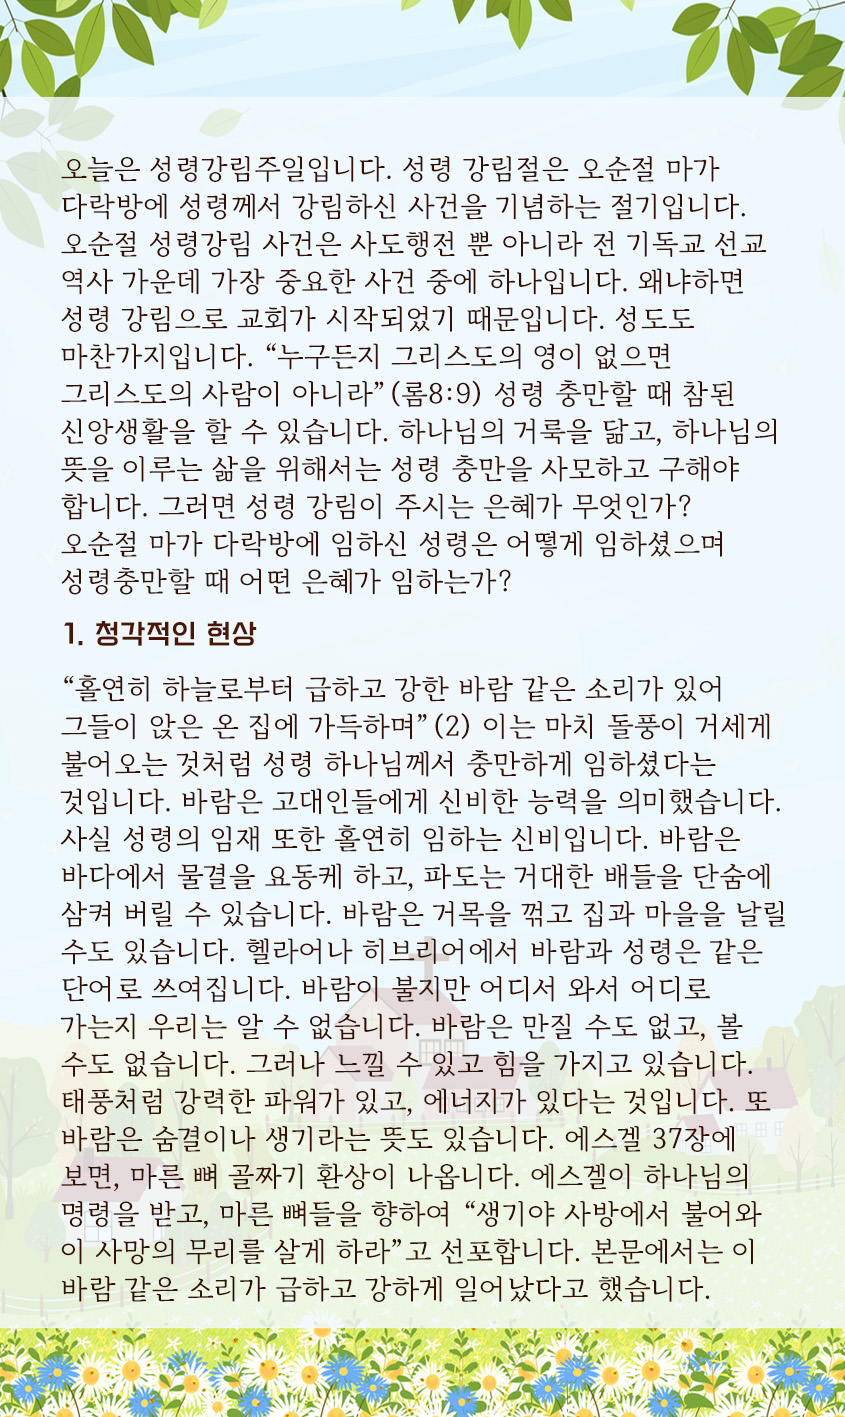 오늘은 성령강림주일입니다. 성령 강림절은 오순절 마가
다락방에 성령께서 강림하신 사건을 기념하는 절기입니다.
오순절 성령강림 사건은 사도행전 뿐 아니라 전 기독교 선교
역사 가운데 가장 중요한 사건 중에 하나입니다. 왜냐하면
성령 강림으로 교회가 시작되었기 때문입니다. 성도도
마찬가지입니다. “누구든지 그리스도의 영이 없으면
그리스도의 사람이 아니라”(롬8:9) 성령 충만할 때 참된
신앙생활을 할 수 있습니다. 하나님의 거룩을 닮고, 하나님의
뜻을 이루는 삶을 위해서는 성령 충만을 사모하고 구해야
합니다. 그러면 성령 강림이 주시는 은혜가 무엇인가?
오순절 마가 다락방에 임하신 성령은 어떻게 임하셨으며
성령충만할 때 어떤 은혜가 임하는가?
1. 청각적인 현상
“홀연히 하늘로부터 급하고 강한 바람 같은 소리가 있어
그들이 앉은 온 집에 가득하며”(2) 이는 마치 돌풍이 거세게
불어오는 것처럼 성령 하나님께서 충만하게 임하셨다는
것입니다. 바람은 고대인들에게 신비한 능력을 의미했습니다.
사실 성령의 임재 또한 홀연히 임하는 신비입니다. 바람은
바다에서 물결을 요동케 하고, 파도는 거대한 배들을 단숨에
삼켜 버릴 수 있습니다. 바람은 거목을 꺾고 집과 마을을 날릴
수도 있습니다. 헬라어나 히브리어에서 바람과 성령은 같은
단어로 쓰여집니다. 바람이 불지만 어디서 와서 어디로
가는지 우리는 알 수 없습니다. 바람은 만질 수도 없고, 볼
수도 없습니다. 그러나 느낄 수 있고 힘을 가지고 있습니다.
태풍처럼 강력한 파워가 있고, 에너지가 있다는 것입니다. 또
바람은 숨결이나 생기라는 뜻도 있습니다. 에스겔 37장에
보면, 마른 뼈 골짜기 환상이 나옵니다. 에스겔이 하나님의
명령을 받고, 마른 뼈들을 향하여 “생기야 사방에서 불어와
이 사망의 무리를 살게 하라”고 선포합니다. 본문에서는 이
바람 같은 소리가 급하고 강하게 일어났다고 했습니다.